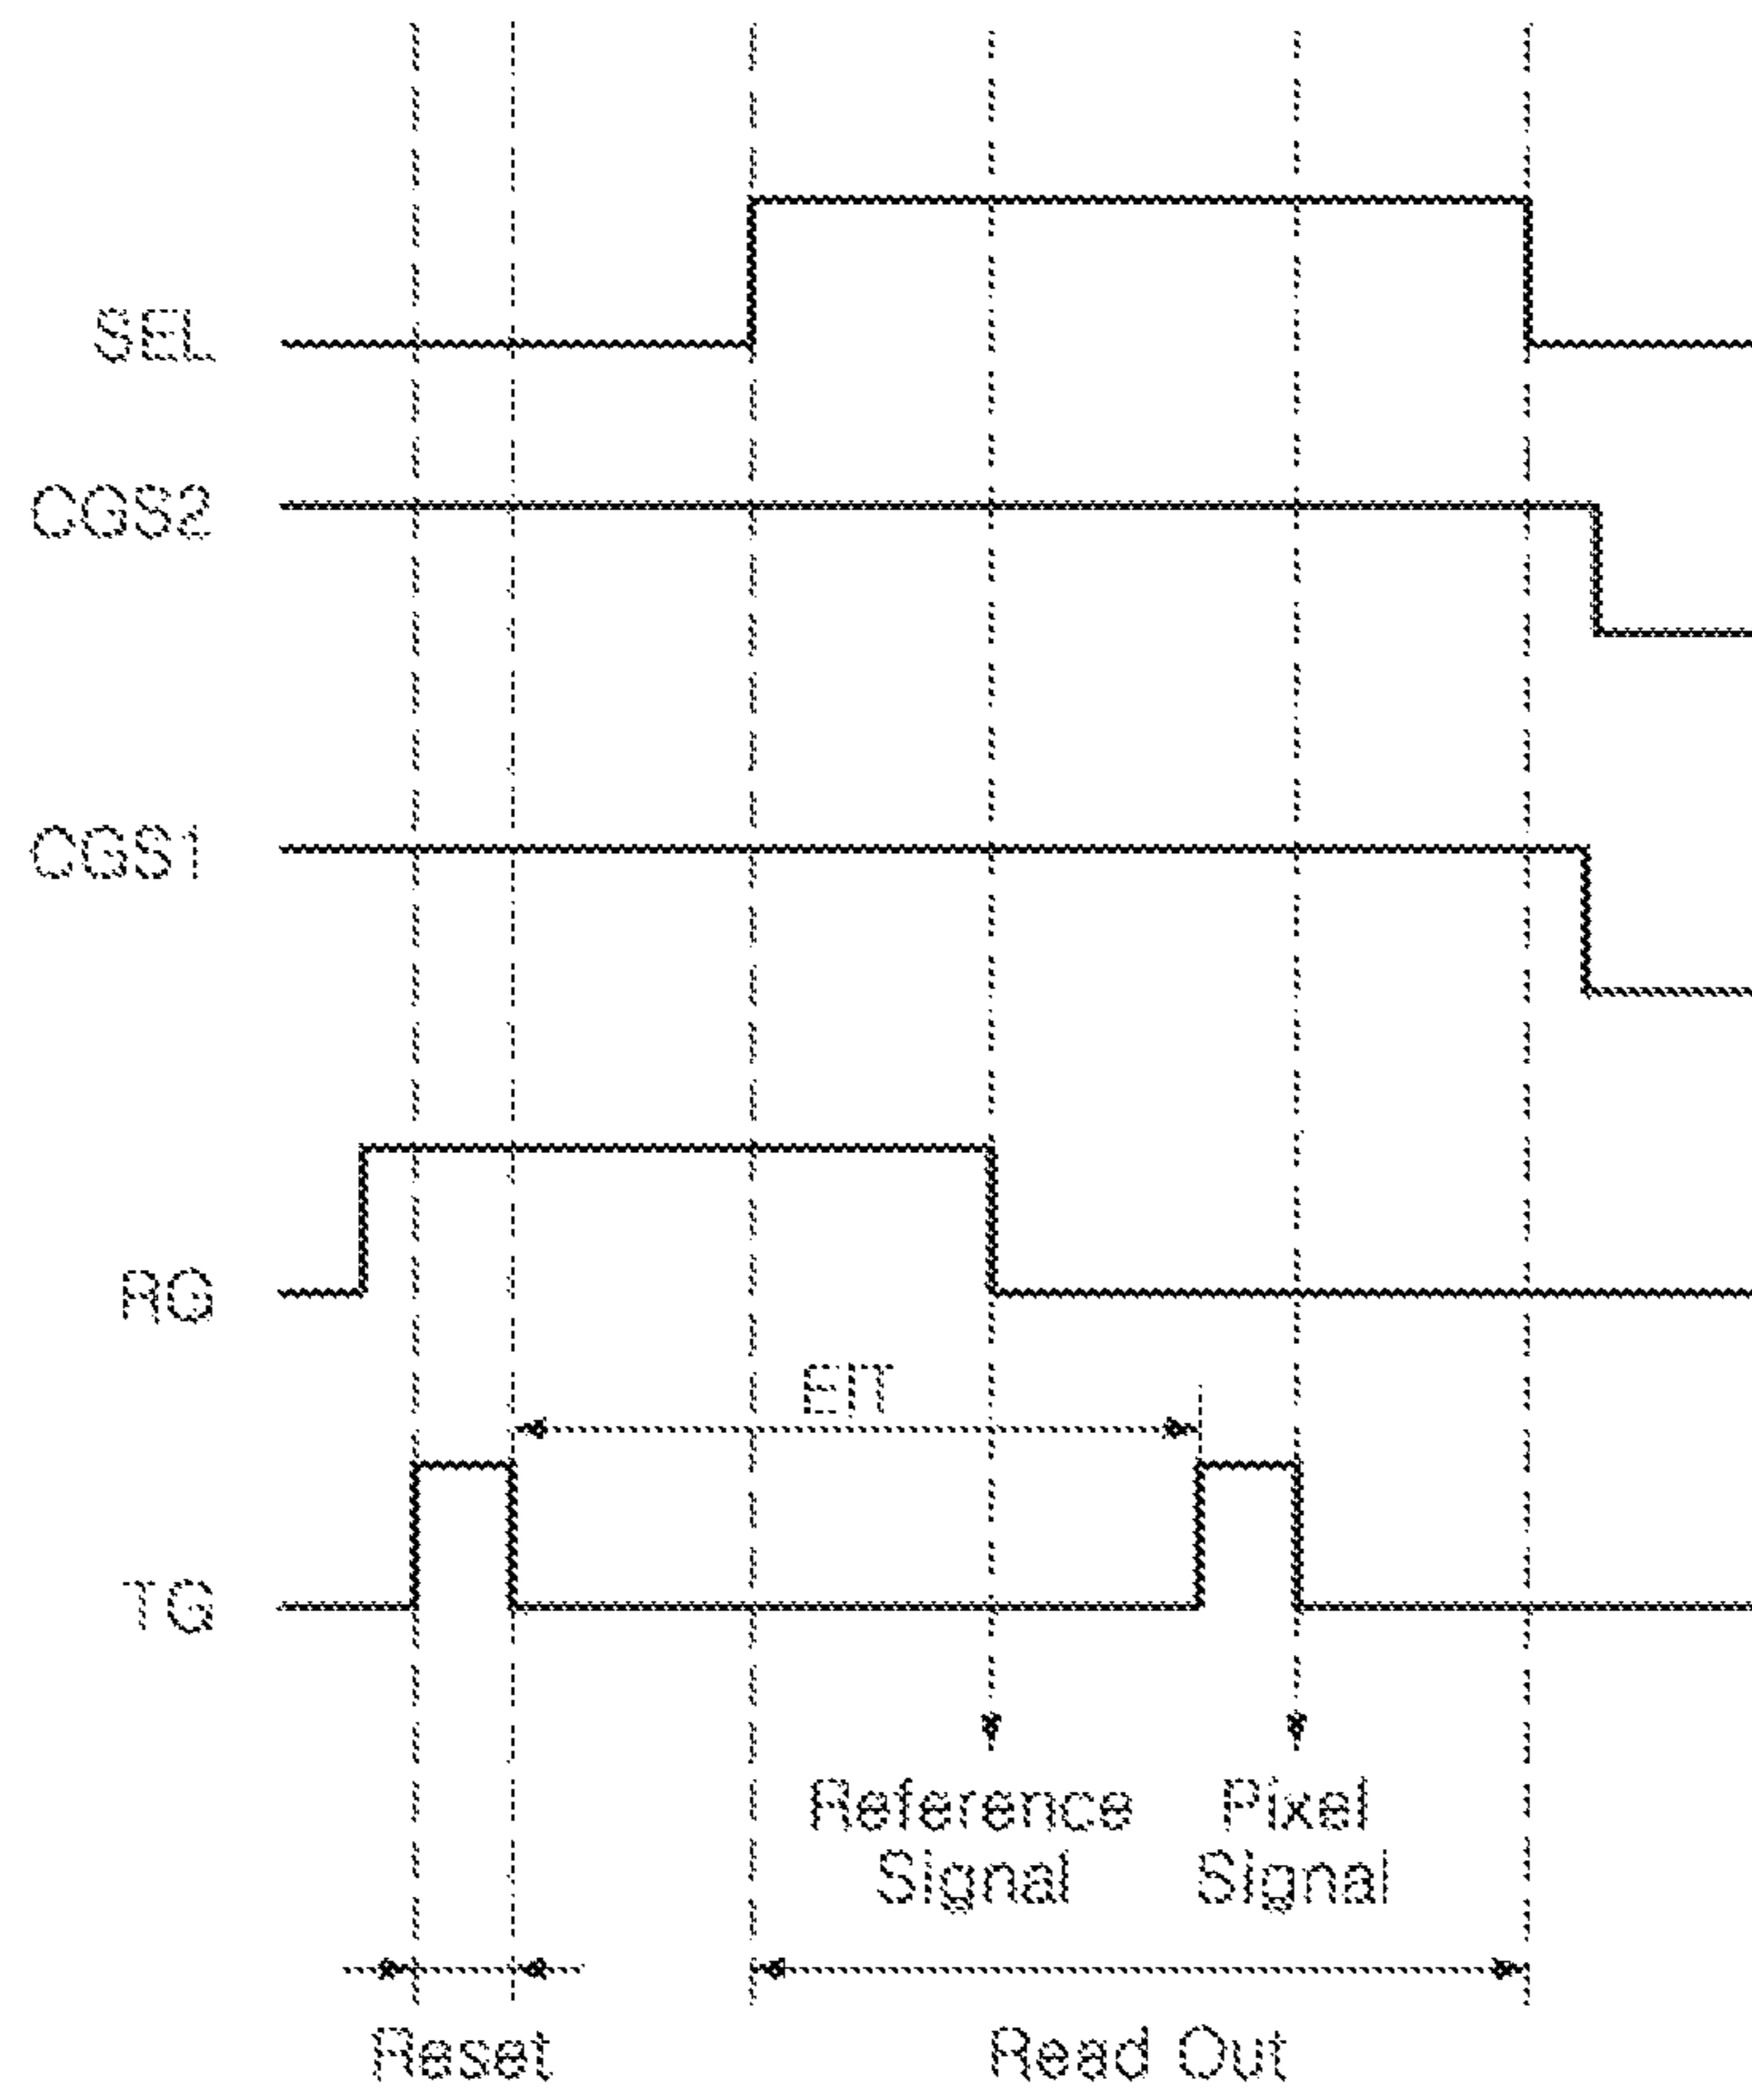 SEL
CGS2
CGS1
RG
EIT
TG
Reference
Signal
Pixel
Signal
Reset
Read Out